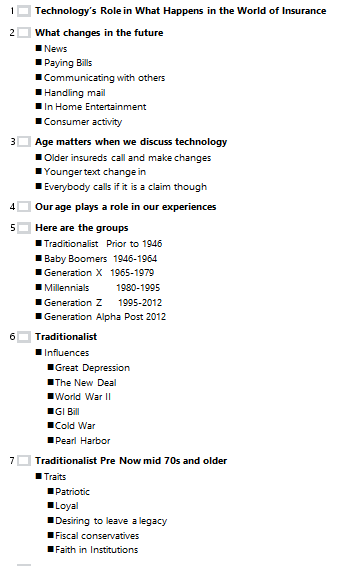 1 Technology's Role in What Happens in the World of Insurance
2 What changes in the future
■ News
■ Paying Bills
■ Communicating with others
■ Handling mail
■ In Home Entertainment
■ Consumer activity
3 Age matters when we discuss technology
■ Older insureds call and make changes
■ Younger text change in
■ Everybody calls if it is a claim though
4 Our age plays a role in our experiences
5 Here are the groups
■ Traditionalist Prior to 1946
■ Baby Boomers 1946-1964
■ Generation X 1965-1979
■ Millennials 1980-1995
■ Generation Z 1995-2012
■ Generation Alpha Post 2012
6 Traditionalist
■ Influences
■ Great Depression
■ The New Deal
■ World War II
■ GI Bill
■ Cold War
■ Pearl Harbor
7 Traditionalist Pre Now mid 70s and older
■ Traits
■ Patriotic
■ Loyal
■ Desiring to leave a legacy
■ Fiscal conservatives
■ Faith in Institutions